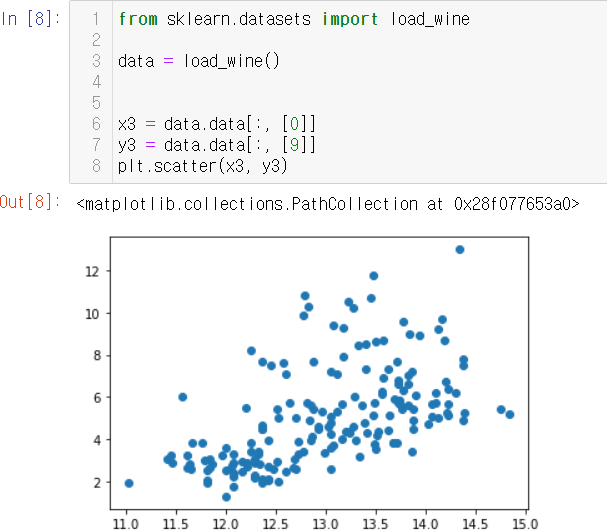 In [8]:
1 from sklearn.datasets import load_wine
2
3 data = load_wine()
4
5
6 x3 = data.data[:, [0]]
7 y3 = data.data[:, [9]]
8 plt.scatter(x3, y3)
Out[8]: <matplotlib.collections.PathCollection at 0x28f077653a0>
12
10
8
6
4
2
11.0 11.5 12.0 12.5 13.0 13.5 14.0 14.5 15.0